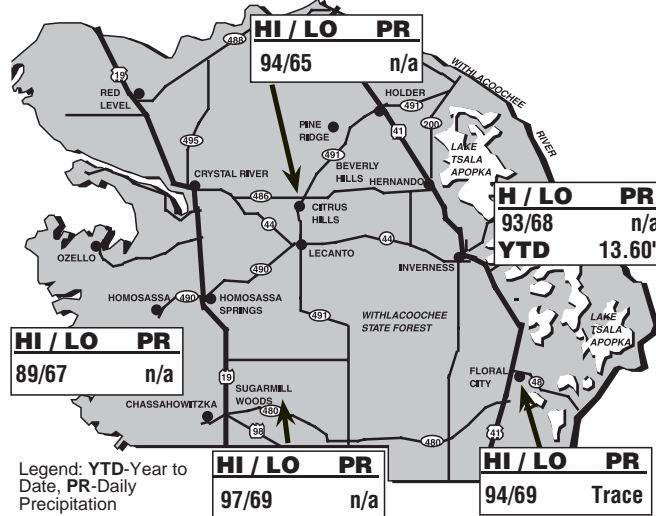 HI / LO PR
94/65 n/a
488
19
RED
LEVEL
WITHLACOOCHEE
RIVER
HOLDER
491
PINE
RIDGE
41
200
495
491
BEVERLY
HILLS
LAKE
TSALA
APOPKA
CRYSTAL RIVER
486
HERNANDO
CITRUS
HILLS
H / LO PR
93/68 n/a
YTD 13.60"
44
44
LECANTO
OZELLO
INVERNESS
490
HOMOSASSA
490
HOMOSASSA
SPRINGS
491
WITHLACOOCHEE
STATE FOREST
LAKE
TSALA
APOPKA
HI / LO PR
89/67 n/a
19
FLORAL
CITY
48
SUGARMILL
WOODS
CHASSAHOWITZKA
480
98
480
41
Legend: YTD-Year to
Date, PR-Daily
Precipitation
HI / LO PR
97/69 n/a
HI / LO PR
94/69 Trace